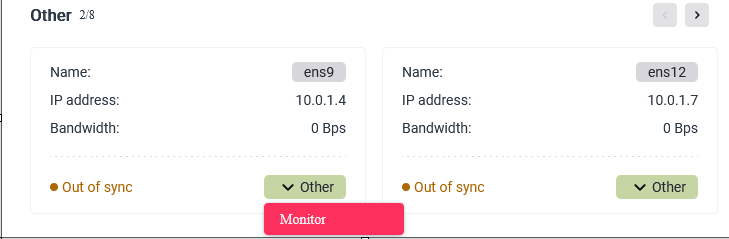 Other 2/8
Name: ens9
IP address: 10.0.1.4
Bandwidth: 0 Bps
Out of sync Other
Monitor
Name: ens12
IP address: 10.0.1.7
Bandwidth: 0 Bps
Out of sync Other